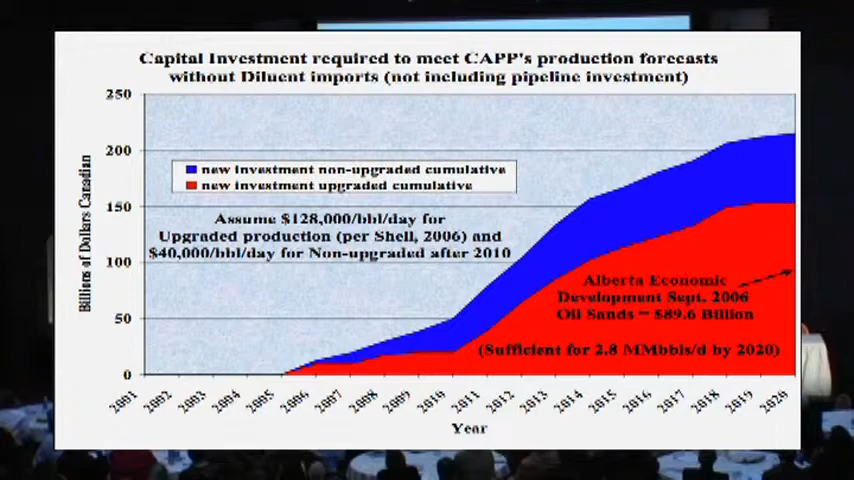 Capital Investment required to meet CAPP's production forecasts
without Diluent imports (not including pipeline investment)
250
200
150
100
50
0
Billions of Dollars Canadian
new investment non-upgraded cumulative
new investment upgraded cumulative
Assume $128,000/bbl/day for
Upgraded production (per Shell, 2006) and
$40,000/bbl/day for Non-upgraded after 2010
Alberta Economic
Development Sept. 2006
Oil Sands = $89.6 Billion
(Sufficient for 2.8 MMbbls/d by 2020)
2001 2002 2003 2004 2005 2006 2007 2008 2009 2010 2011 2012 2013 2014 2015 2016 2017 2018 2019 2020
Year